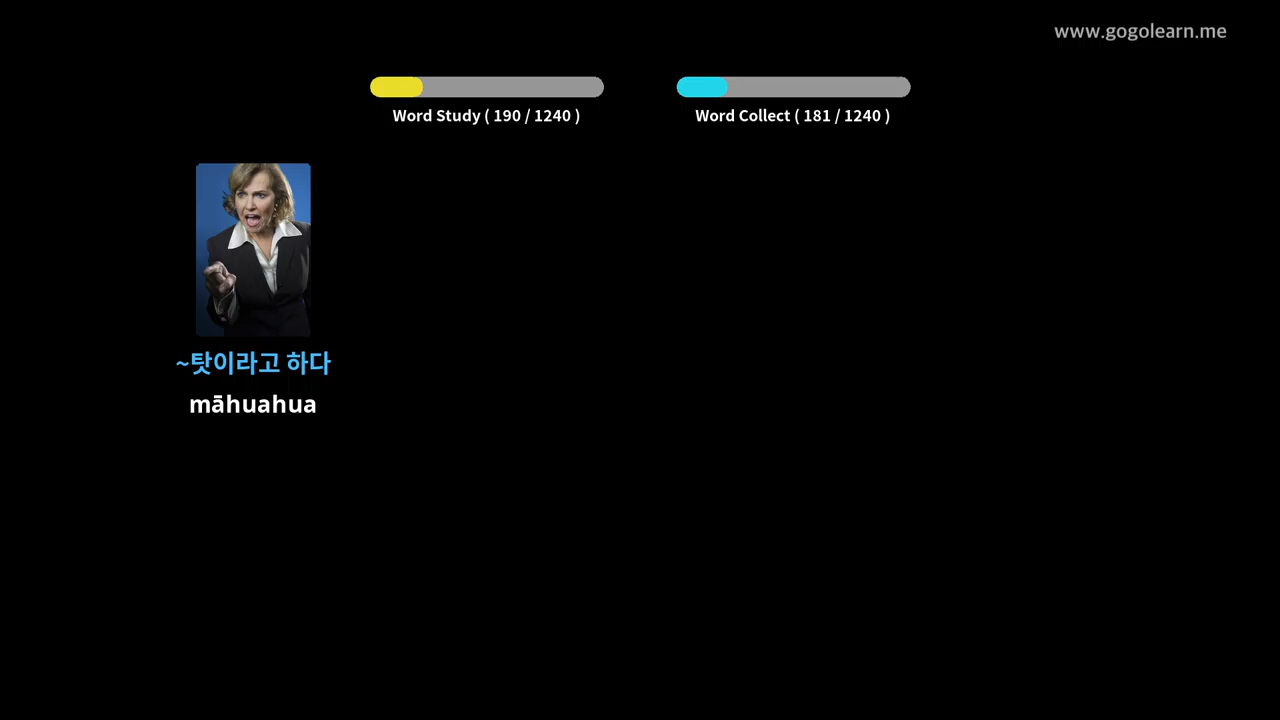 www.gogolearn.me
Word Study ( 190 / 1240 )
Word Collect ( 181 / 1240 )
~탓이라고 하다
māhuahua